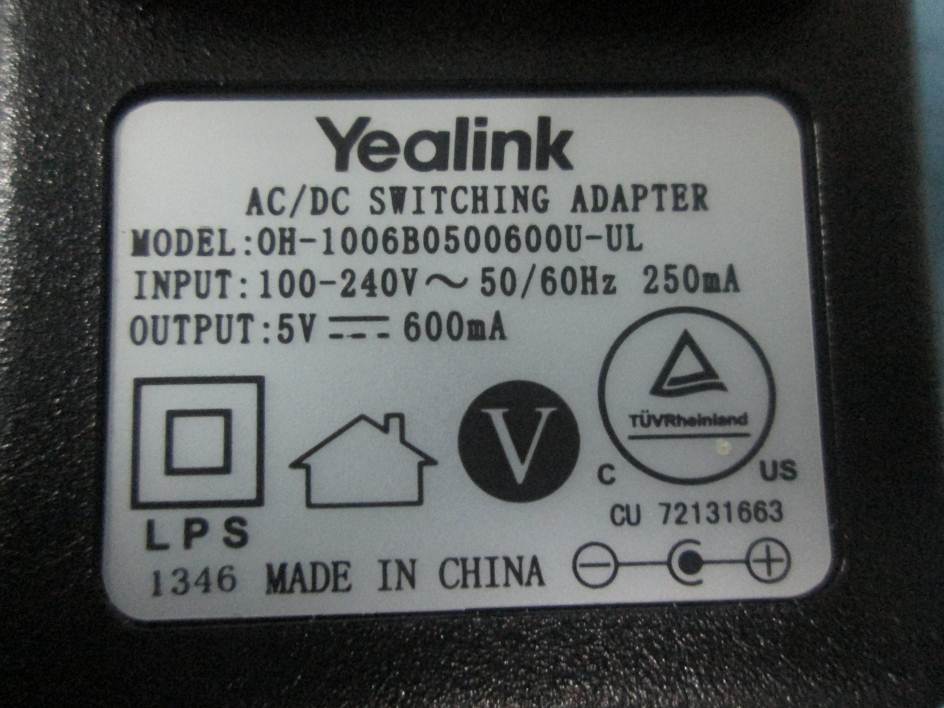 Yealink
AC/DC SWITCHING ADAPTER
MODEL:OH-1006B0500600U-UL
INPUT:100-240V～50/60Hz 250mA
OUTPUT:5V⎓600mA
V
TÜVRheinland
C US
CU 72131663
LPS
1346 MADE IN CHINA